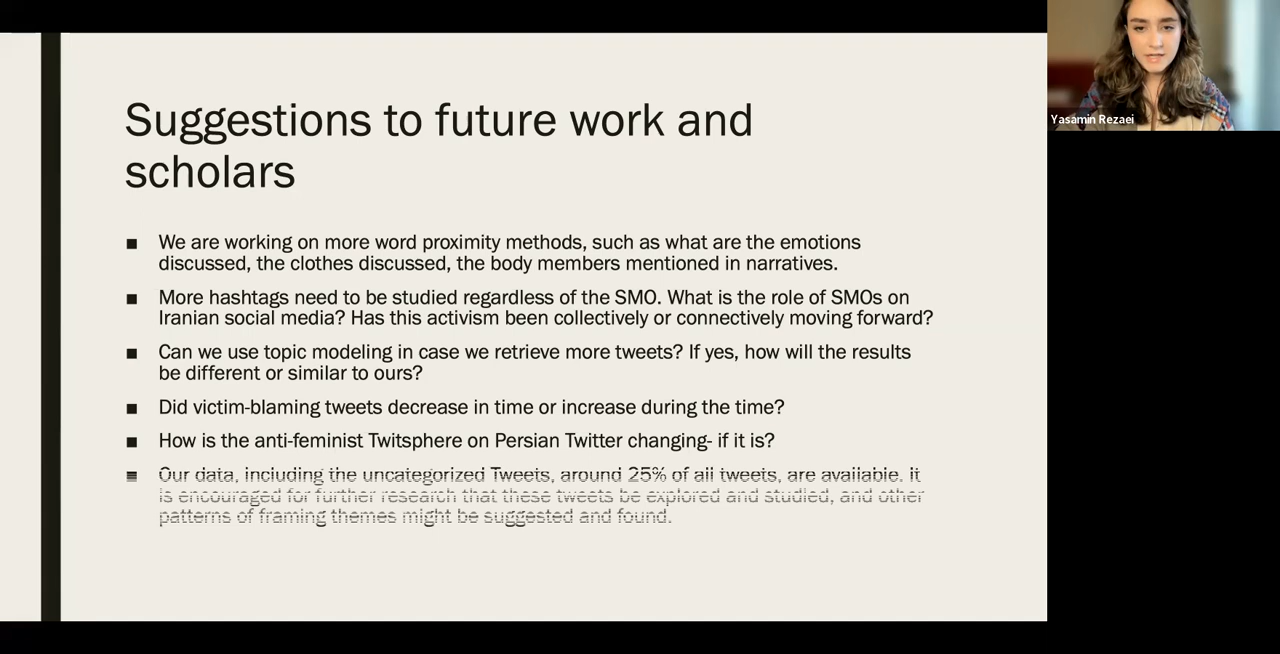 Suggestions to future work and
scholars
■ We are working on more word proximity methods, such as what are the emotions
discussed, the clothes discussed, the body members mentioned in narratives.
■ More hashtags need to be studied regardless of the SMO. What is the role of SMOs on
Iranian social media? Has this activism been collectively or connectively moving forward?
■ Can we use topic modeling in case we retrieve more tweets? If yes, how will the results
be different or similar to ours?
■ Did victim-blaming tweets decrease in time or increase during the time?
■ How is the anti-feminist Twitsphere on Persian Twitter changing- if it is?
■ Our data, including the uncategorized Tweets, around 25% of all tweets, are available. It
is encouraged for further research that these tweets be explored and studied, and other
patterns of framing themes might be suggested and found.
Yasamin Rezaei